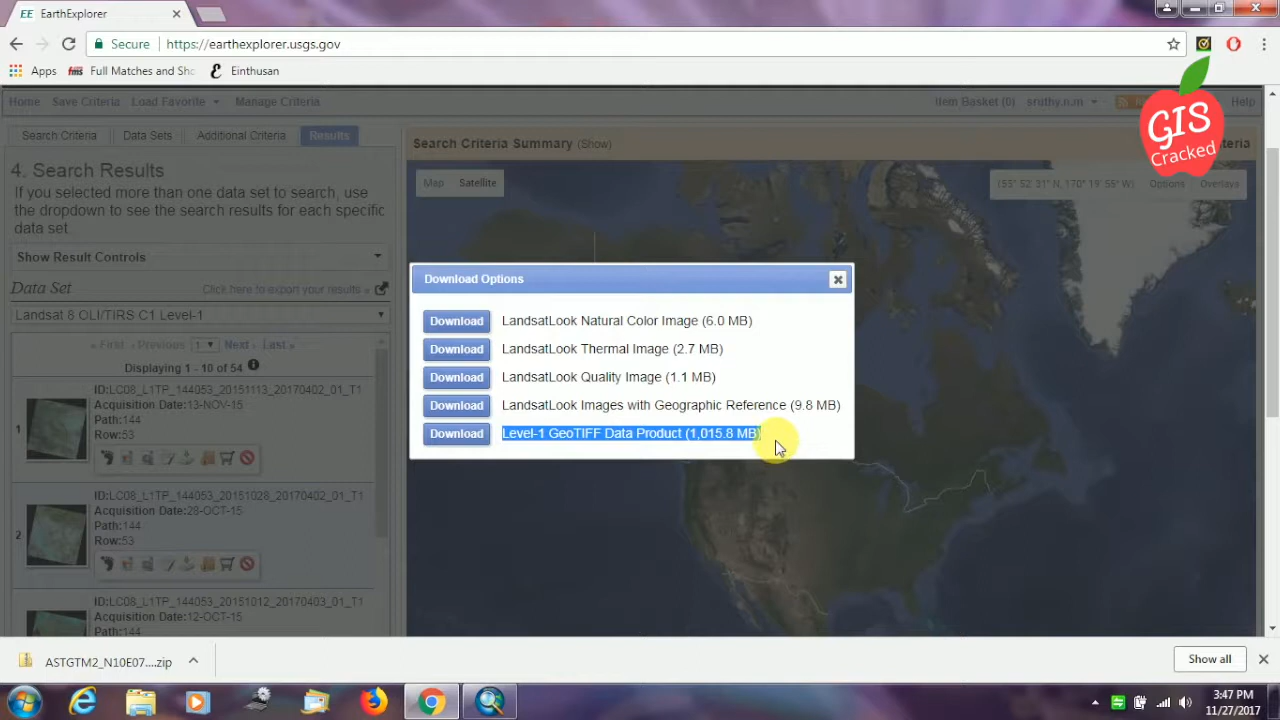 EE EarthExplorer
Secure https://earthexplorer.usgs.gov
Apps fms Full Matches and Sho Einthusan
GIS
Cracked
Home Save Criteria Load Favorite Manage Criteria Item Basket (0) sruthy.n.m Help
Search Criteria Data Sets Additional Criteria Results
Search Criteria Summary (Show)
4. Search Results
If you selected more than one data set to search, use
the dropdown to see the search results for each specific
data set.
Map Satellite
Options Overlays
Show Result Controls
Data Set Click here to export your results »
Landsat 8 OLI/TIRS C1 Level-1
« First ‹ Previous 1 Next › Last »
Displaying 1 - 10 of 54
1
ID:LC08_L1TP_144053_20151113_20170402_01_T1
Acquisition Date:13-NOV-15
Path:144
Row:53
2
ID:LC08_L1TP_144053_20151028_20170402_01_T1
Acquisition Date:28-OCT-15
Path:144
Row:53
ID:LC08_L1TP_144053_20151012_20170403_01_T1
Acquisition Date:12-OCT-15
Path:144
Download Options
Download LandsatLook Natural Color Image (6.0 MB)
Download LandsatLook Thermal Image (2.7 MB)
Download LandsatLook Quality Image (1.1 MB)
Download LandsatLook Images with Geographic Reference (9.8 MB)
Download Level-1 GeoTIFF Data Product (1,015.8 MB)
ASTGTM2_N10E07....zip
Show all
3:47 PM
11/27/2017